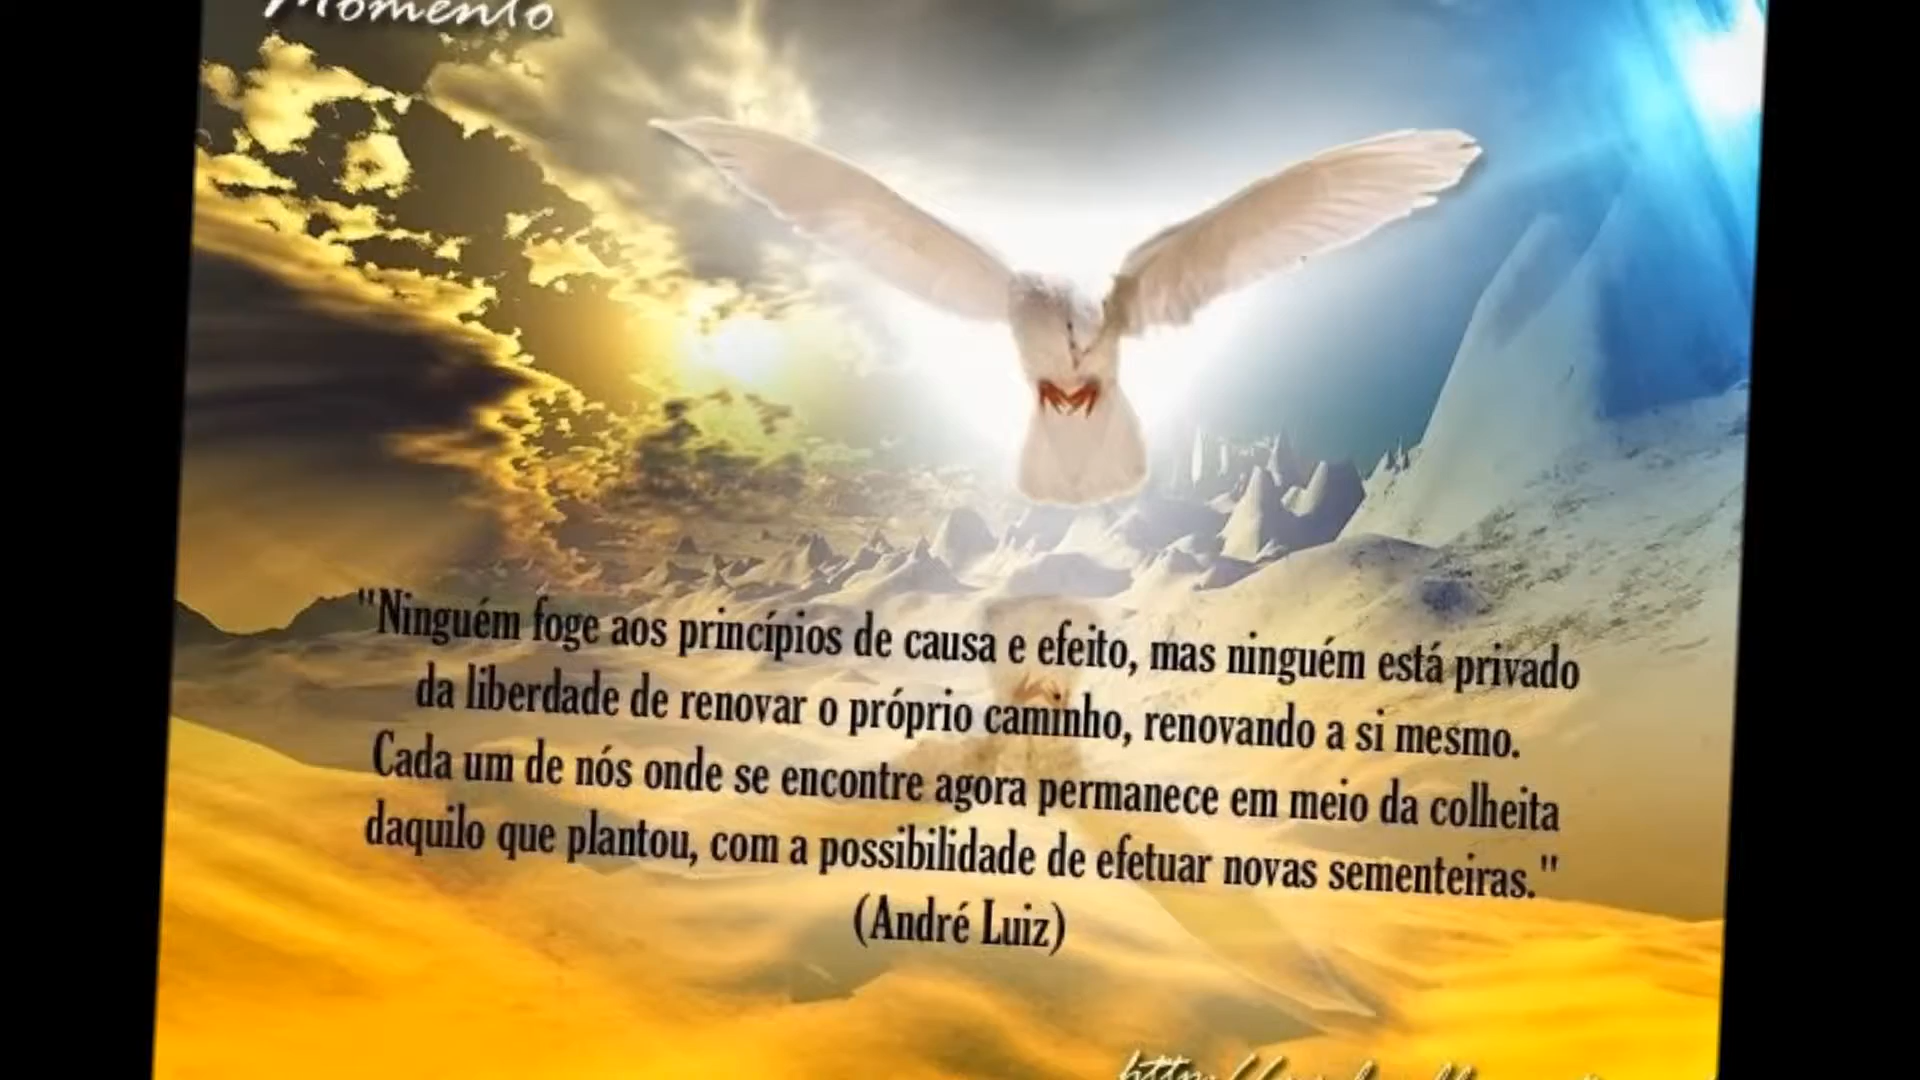 Momento
"Ninguém foge aos princípios de causa e efeito, mas ninguém está privado
da liberdade de renovar o próprio caminho, renovando a si mesmo.
Cada um de nós onde se encontre agora permanece em meio da colheita
daquilo que plantou, com a possibilidade de efetuar novas sementeiras."
(André Luiz)